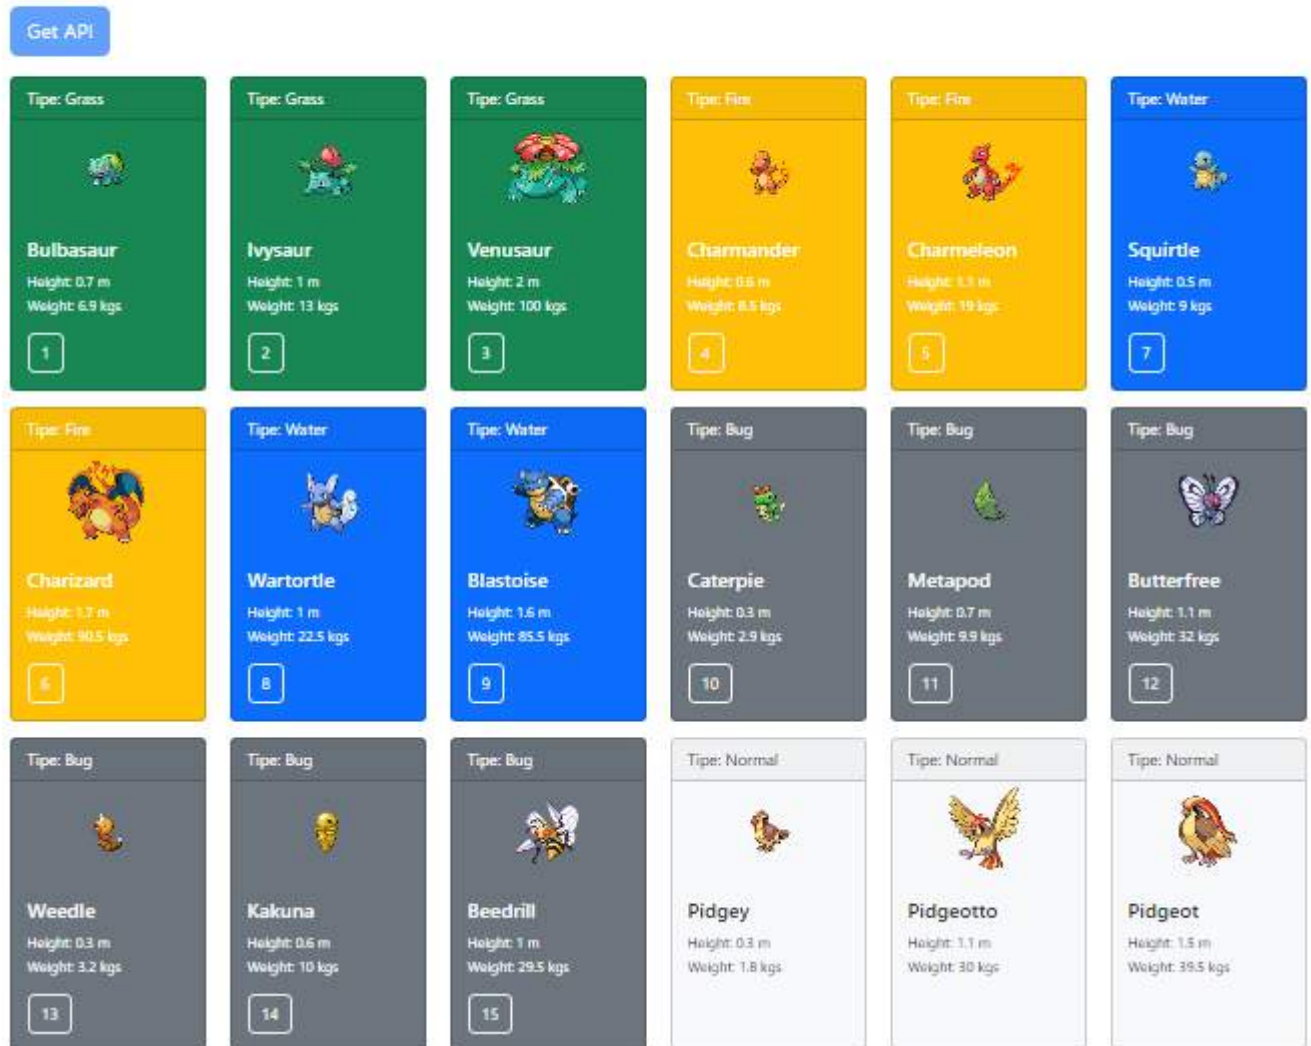 Get API
Tipe: Grass
Bulbasaur
Height: 0.7 m
Weight: 6.9 kgs
1
Tipe: Grass
Ivysaur
Height: 1 m
Weight: 13 kgs
2
Tipe: Grass
Venusaur
Height: 2 m
Weight: 100 kgs
3
Tipe: Fire
Charmander
Height: 0.6 m
Weight: 8.5 kgs
4
Tipe: Fire
Charmeleon
Height: 1.1 m
Weight: 19 kgs
5
Tipe: Water
Squirtle
Height: 0.5 m
Weight: 9 kgs
7
Tipe: Fire
Charizard
Height: 1.7 m
Weight: 90.5 kgs
6
Tipe: Water
Wartortle
Height: 1 m
Weight: 22.5 kgs
8
Tipe: Water
Blastoise
Height: 1.6 m
Weight: 85.5 kgs
9
Tipe: Bug
Caterpie
Height: 0.3 m
Weight: 2.9 kgs
10
Tipe: Bug
Metapod
Height: 0.7 m
Weight: 9.9 kgs
11
Tipe: Bug
Butterfree
Height: 1.1 m
Weight: 32 kgs
12
Tipe: Bug
Weedle
Height: 0.3 m
Weight: 3.2 kgs
13
Tipe: Bug
Kakuna
Height: 0.6 m
Weight: 10 kgs
14
Tipe: Bug
Beedrill
Height: 1 m
Weight: 29.5 kgs
15
Tipe: Normal
Pidgey
Height: 0.3 m
Weight: 1.8 kgs
Tipe: Normal
Pidgeotto
Height: 1.1 m
Weight: 30 kgs
Tipe: Normal
Pidgeot
Height: 1.5 m
Weight: 39.5 kgs